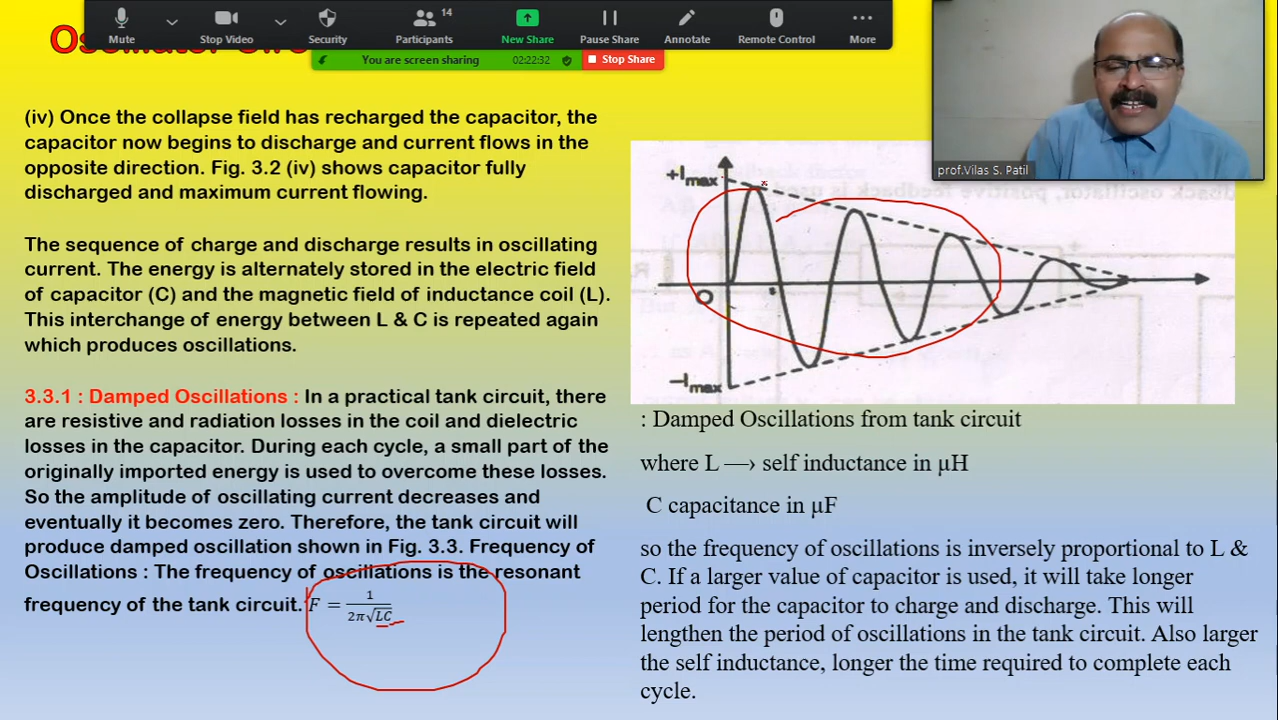 Mute
Stop Video
Security
Participants
14
New Share
Pause Share
Annotate
Remote Control
More
You are screen sharing
02:22:32
Stop Share
prof.Vilas S. Patil
(iv) Once the collapse field has recharged the capacitor, the
capacitor now begins to discharge and current flows in the
opposite direction. Fig. 3.2 (iv) shows capacitor fully
discharged and maximum current flowing.
The sequence of charge and discharge results in oscillating
current. The energy is alternately stored in the electric field
of capacitor (C) and the magnetic field of inductance coil (L).
This interchange of energy between L & C is repeated again
which produces oscillations.
3.3.1 : Damped Oscillations : In a practical tank circuit, there
are resistive and radiation losses in the coil and dielectric
losses in the capacitor. During each cycle, a small part of the
originally imported energy is used to overcome these losses.
So the amplitude of oscillating current decreases and
eventually it becomes zero. Therefore, the tank circuit will
produce damped oscillation shown in Fig. 3.3. Frequency of
Oscillations : The frequency of oscillations is the resonant
frequency of the tank circuit. F = 1/2π√LC
+Imax
O
−Imax
: Damped Oscillations from tank circuit
where L —› self inductance in µH
C capacitance in µF
so the frequency of oscillations is inversely proportional to L &
C. If a larger value of capacitor is used, it will take longer
period for the capacitor to charge and discharge. This will
lengthen the period of oscillations in the tank circuit. Also larger
the self inductance, longer the time required to complete each
cycle.